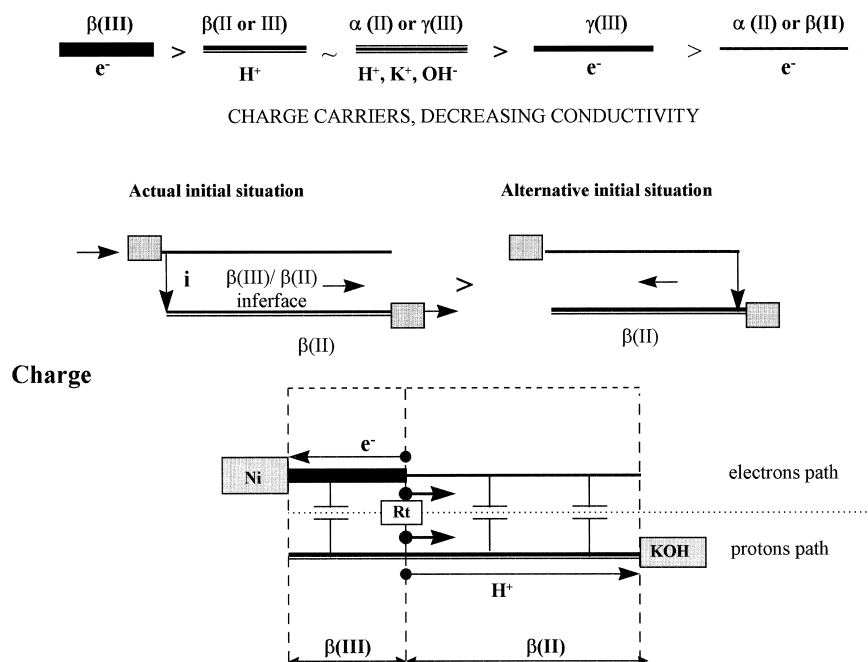 β(III) β(II or III) α (II) or γ(III) γ(III) α (II) or β(II)
> ~ > >
e- H+ H+, K+, OH- e- e-
CHARGE CARRIERS, DECREASING CONDUCTIVITY
Actual initial situation Alternative initial situation
i β(III)/ β(II) >
inferface
β(II) β(II)
Charge
e-
Ni electrons path
Rt
KOH protons path
H+
β(III) β(II)